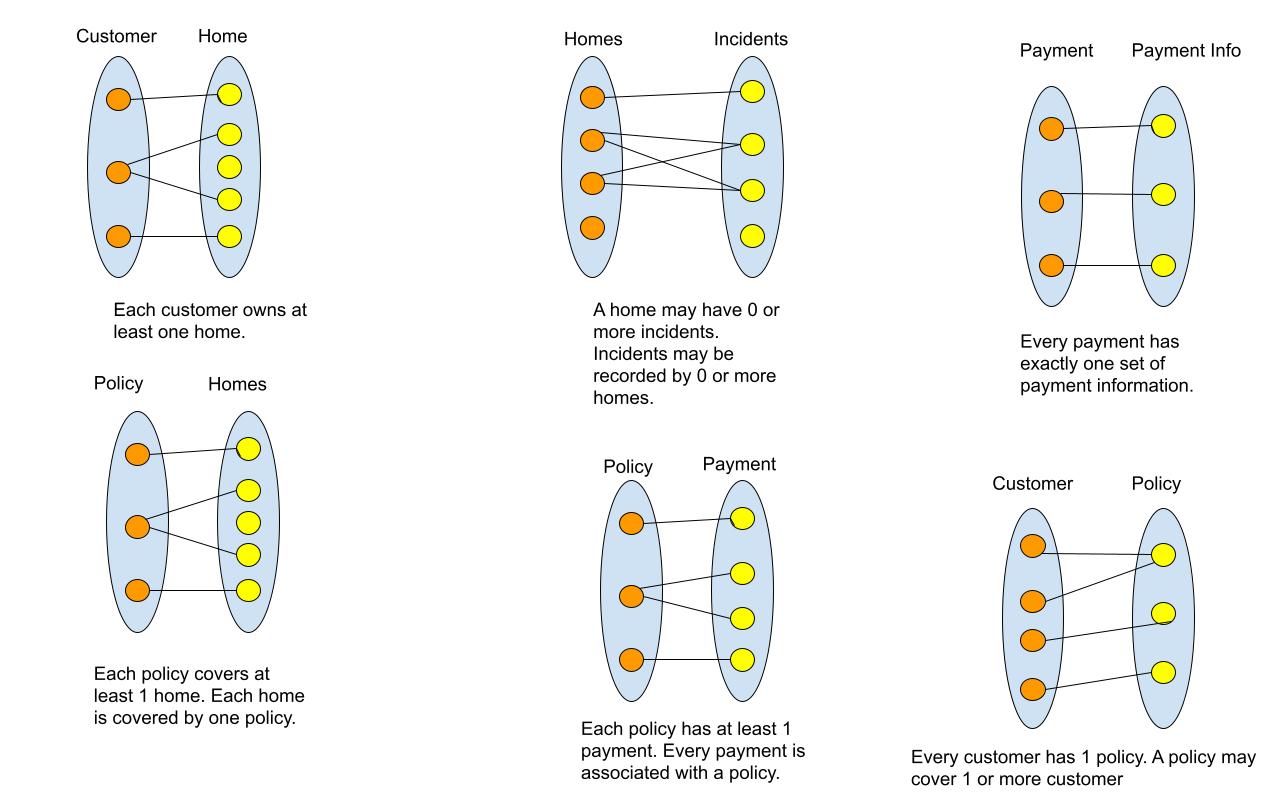 Customer Home
Each customer owns at
least one home.
Homes Incidents
A home may have 0 or
more incidents.
Incidents may be
recorded by 0 or more
homes.
Payment Payment Info
Every payment has
exactly one set of
payment information.
Policy Homes
Each policy covers at
least 1 home. Each home
is covered by one policy.
Policy Payment
Each policy has at least 1
payment. Every payment is
associated with a policy.
Customer Policy
Every customer has 1 policy. A policy may
cover 1 or more customer